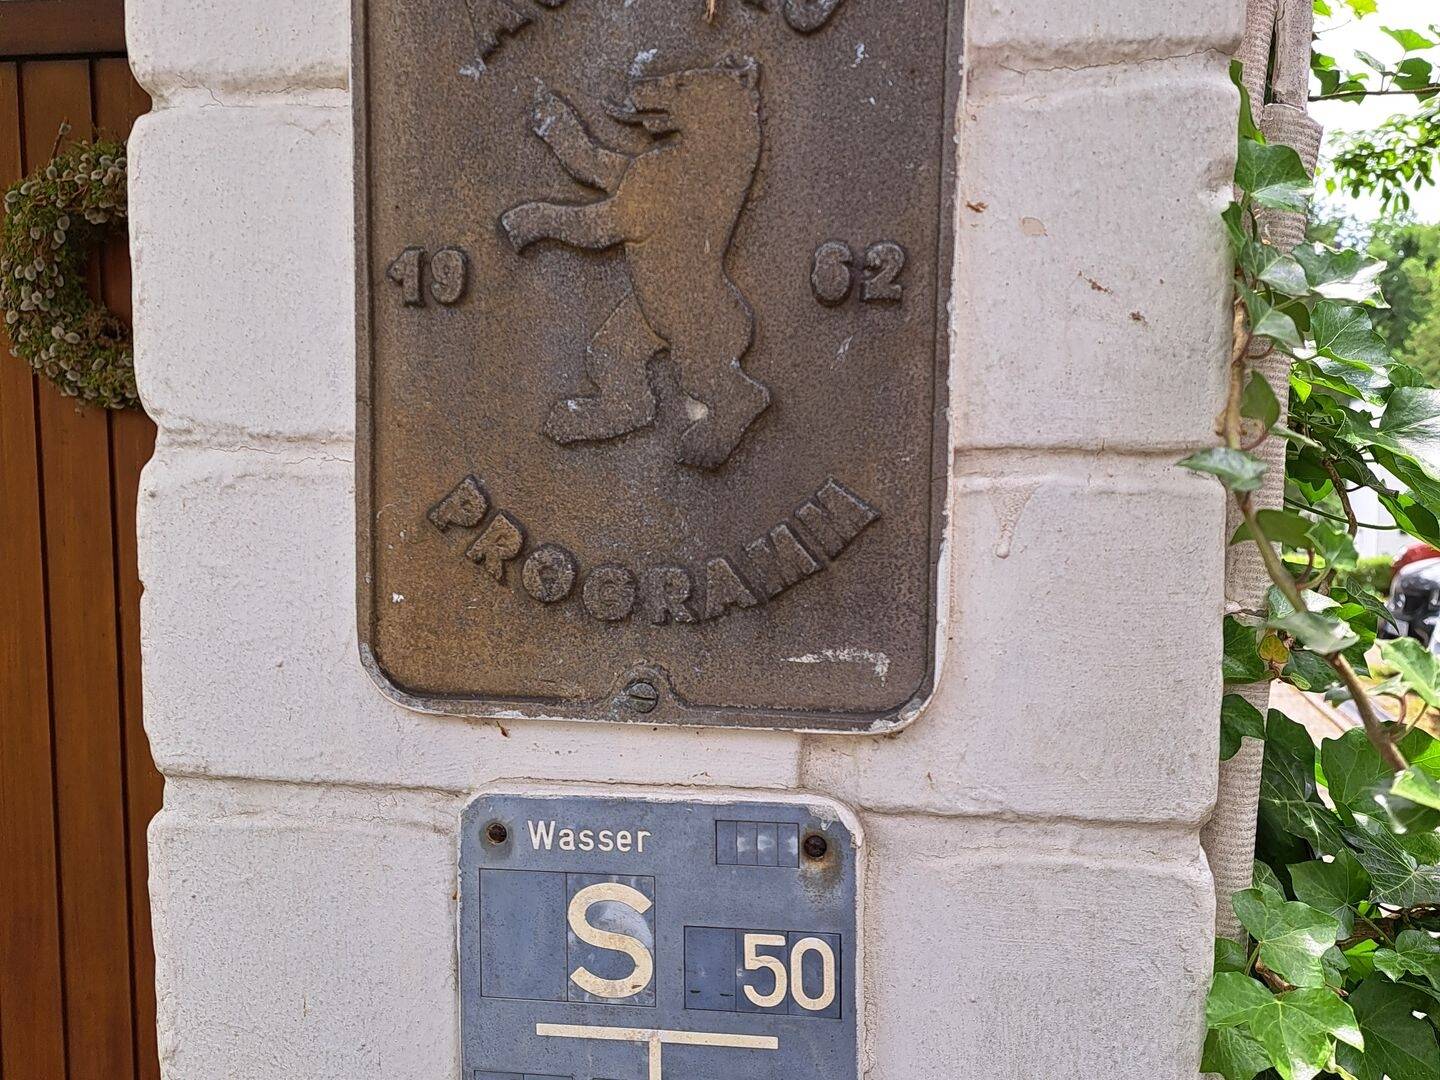 19 62
PROGRAMM
Wasser
S
50